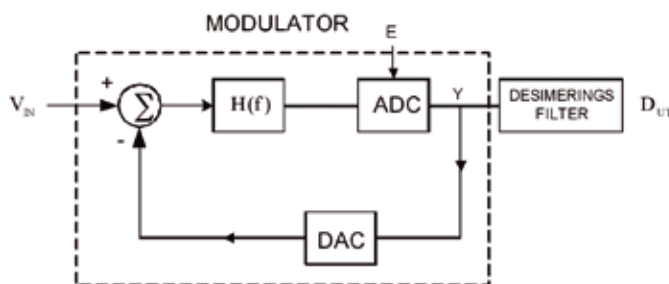 MODULATOR
E
+
V_IN
Σ
H(f)
ADC
Y
DESIMERINGS
FILTER
D_UT
-
DAC